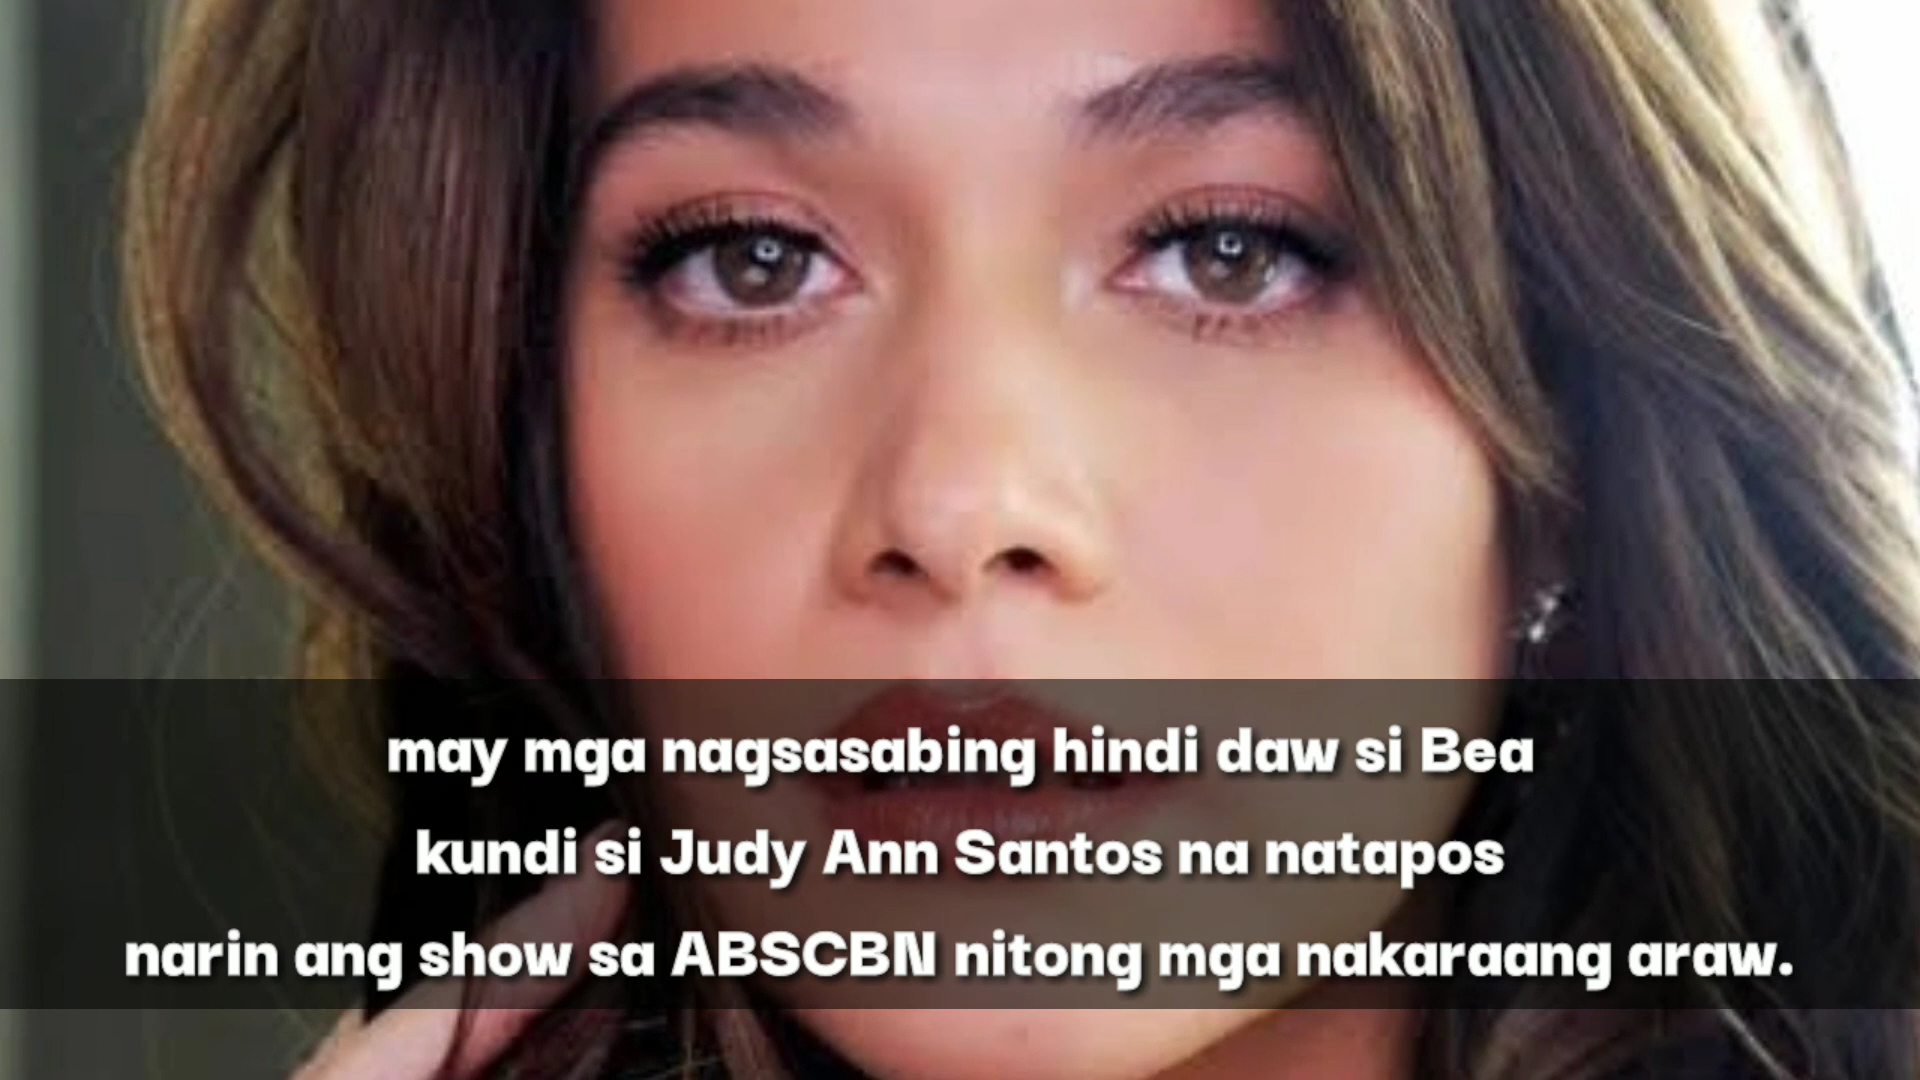 may mga nagsasabing hindi daw si Bea
kundi si Judy Ann Santos na natapos
narin ang show sa ABSCBN nitong mga nakaraang araw.